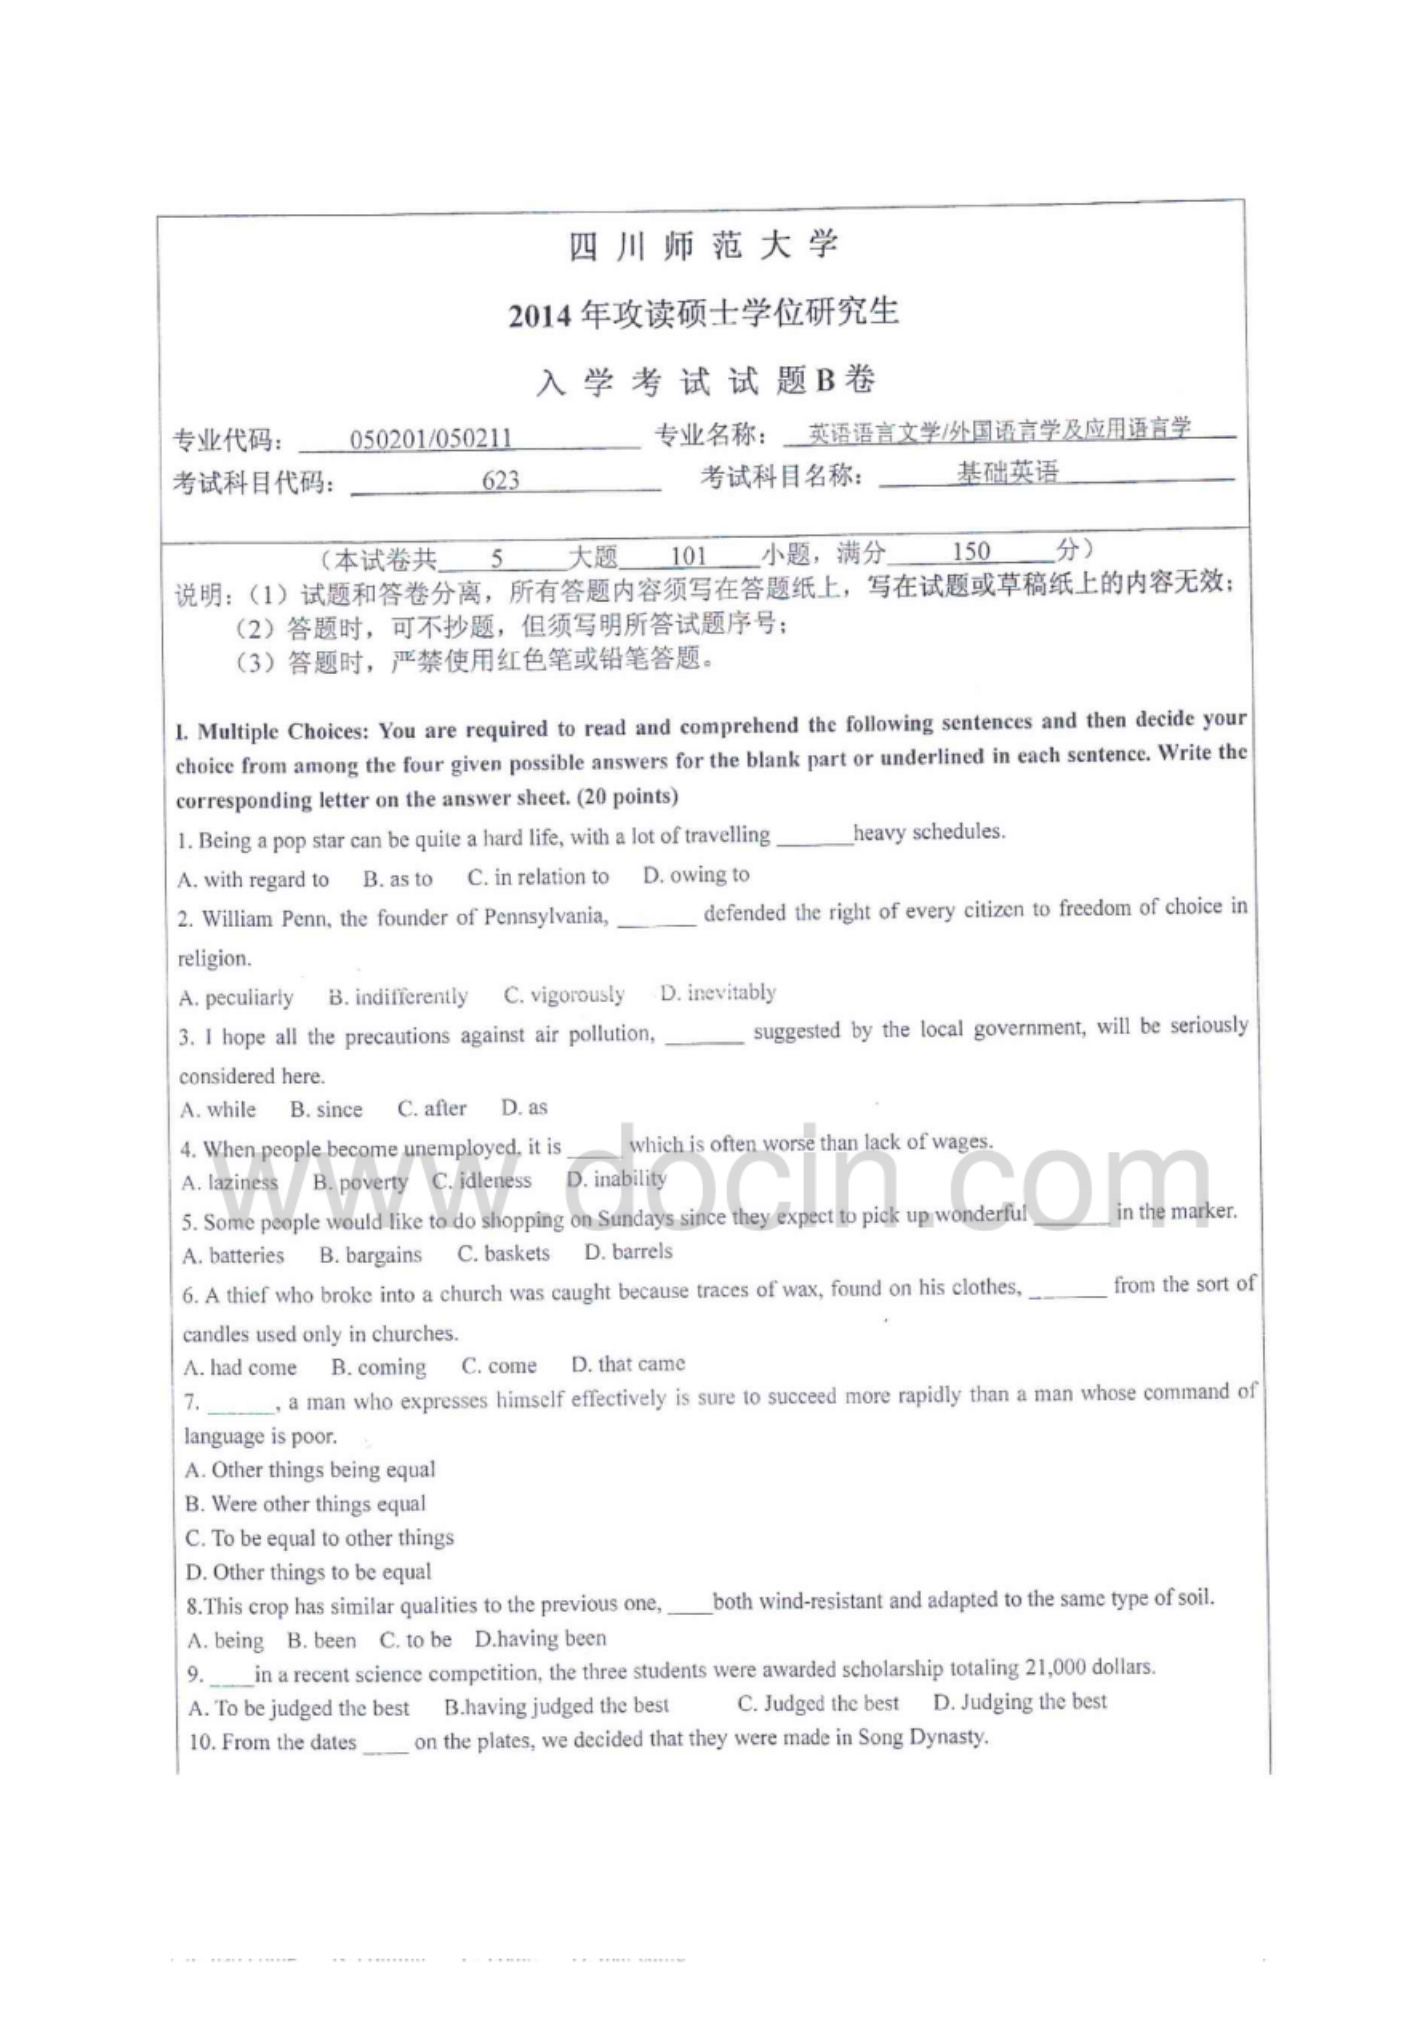 四 川 师 范 大 学
2014 年攻读硕士学位研究生
入 学 考 试 试 题 B 卷
专业代码： 050201/050211 专业名称： 英语语言文学/外国语言学及应用语言学
考试科目代码： 623 考试科目名称： 基础英语
（本试卷共 5 大题 101 小题，满分 150 分）
说明：（1）试题和答卷分离，所有答题内容须写在答题纸上，写在试题或草稿纸上的内容无效；
（2）答题时，可不抄题，但须写明所答试题序号；
（3）答题时，严禁使用红色笔或铅笔答题。
I. Multiple Choices: You are required to read and comprehend the following sentences and then decide your
choice from among the four given possible answers for the blank part or underlined in each sentence. Write the
corresponding letter on the answer sheet. (20 points)
1. Being a pop star can be quite a hard life, with a lot of travelling _______heavy schedules.
A. with regard to B. as to C. in relation to D. owing to
2. William Penn, the founder of Pennsylvania, _______ defended the right of every citizen to freedom of choice in
religion.
A. peculiarly B. indifferently C. vigorously D. inevitably
3. I hope all the precautions against air pollution, _______ suggested by the local government, will be seriously
considered here.
A. while B. since C. after D. as
4. When people become unemployed, it is _____ which is often worse than lack of wages.
A. laziness B. poverty C. idleness D. inability
5. Some people would like to do shopping on Sundays since they expect to pick up wonderful _______ in the marker.
A. batteries B. bargains C. baskets D. barrels
6. A thief who broke into a church was caught because traces of wax, found on his clothes, _______ from the sort of
candles used only in churches.
A. had come B. coming C. come D. that came
7. ______, a man who expresses himself effectively is sure to succeed more rapidly than a man whose command of
language is poor.
A. Other things being equal
B. Were other things equal
C. To be equal to other things
D. Other things to be equal
8.This crop has similar qualities to the previous one, ____both wind-resistant and adapted to the same type of soil.
A. being B. been C. to be D.having been
9. ____in a recent science competition, the three students were awarded scholarship totaling 21,000 dollars.
A. To be judged the best B.having judged the best C. Judged the best D. Judging the best
10. From the dates ____ on the plates, we decided that they were made in Song Dynasty.
www.docin.com